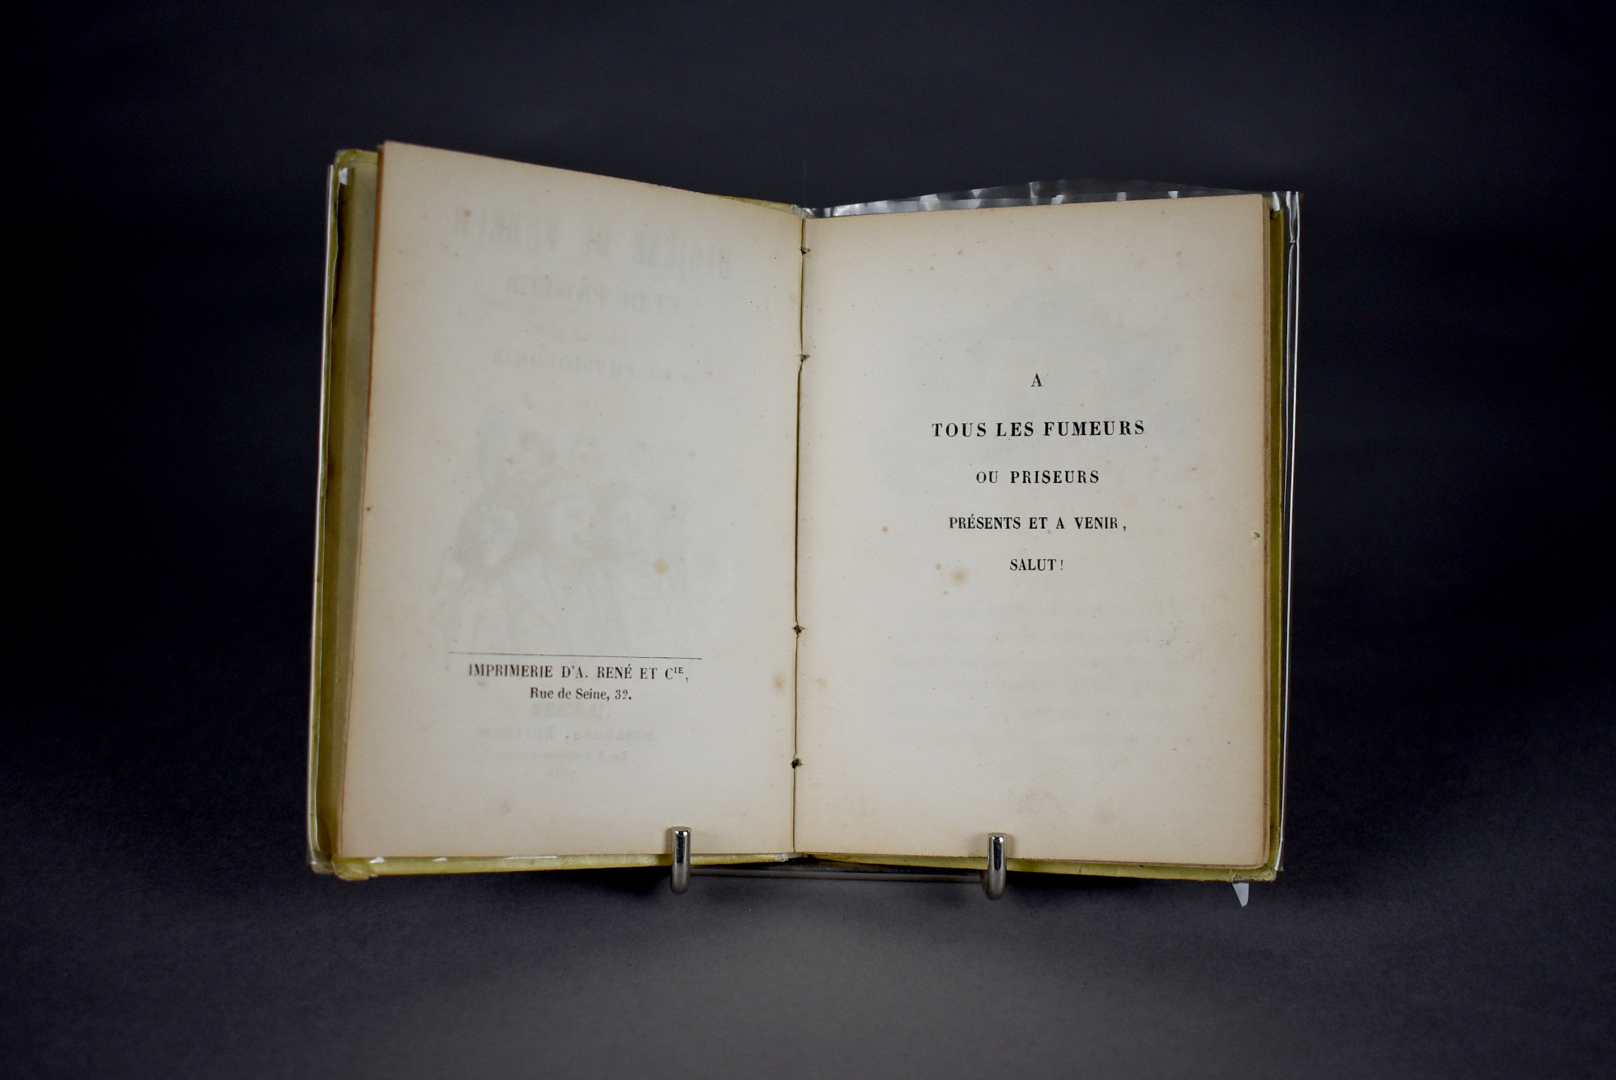 IMPRIMERIE D'A. RENÉ ET CIE,
Rue de Seine, 32.
A
TOUS LES FUMEURS
OU PRISEURS
PRÉSENTS ET A VENIR,
SALUT!